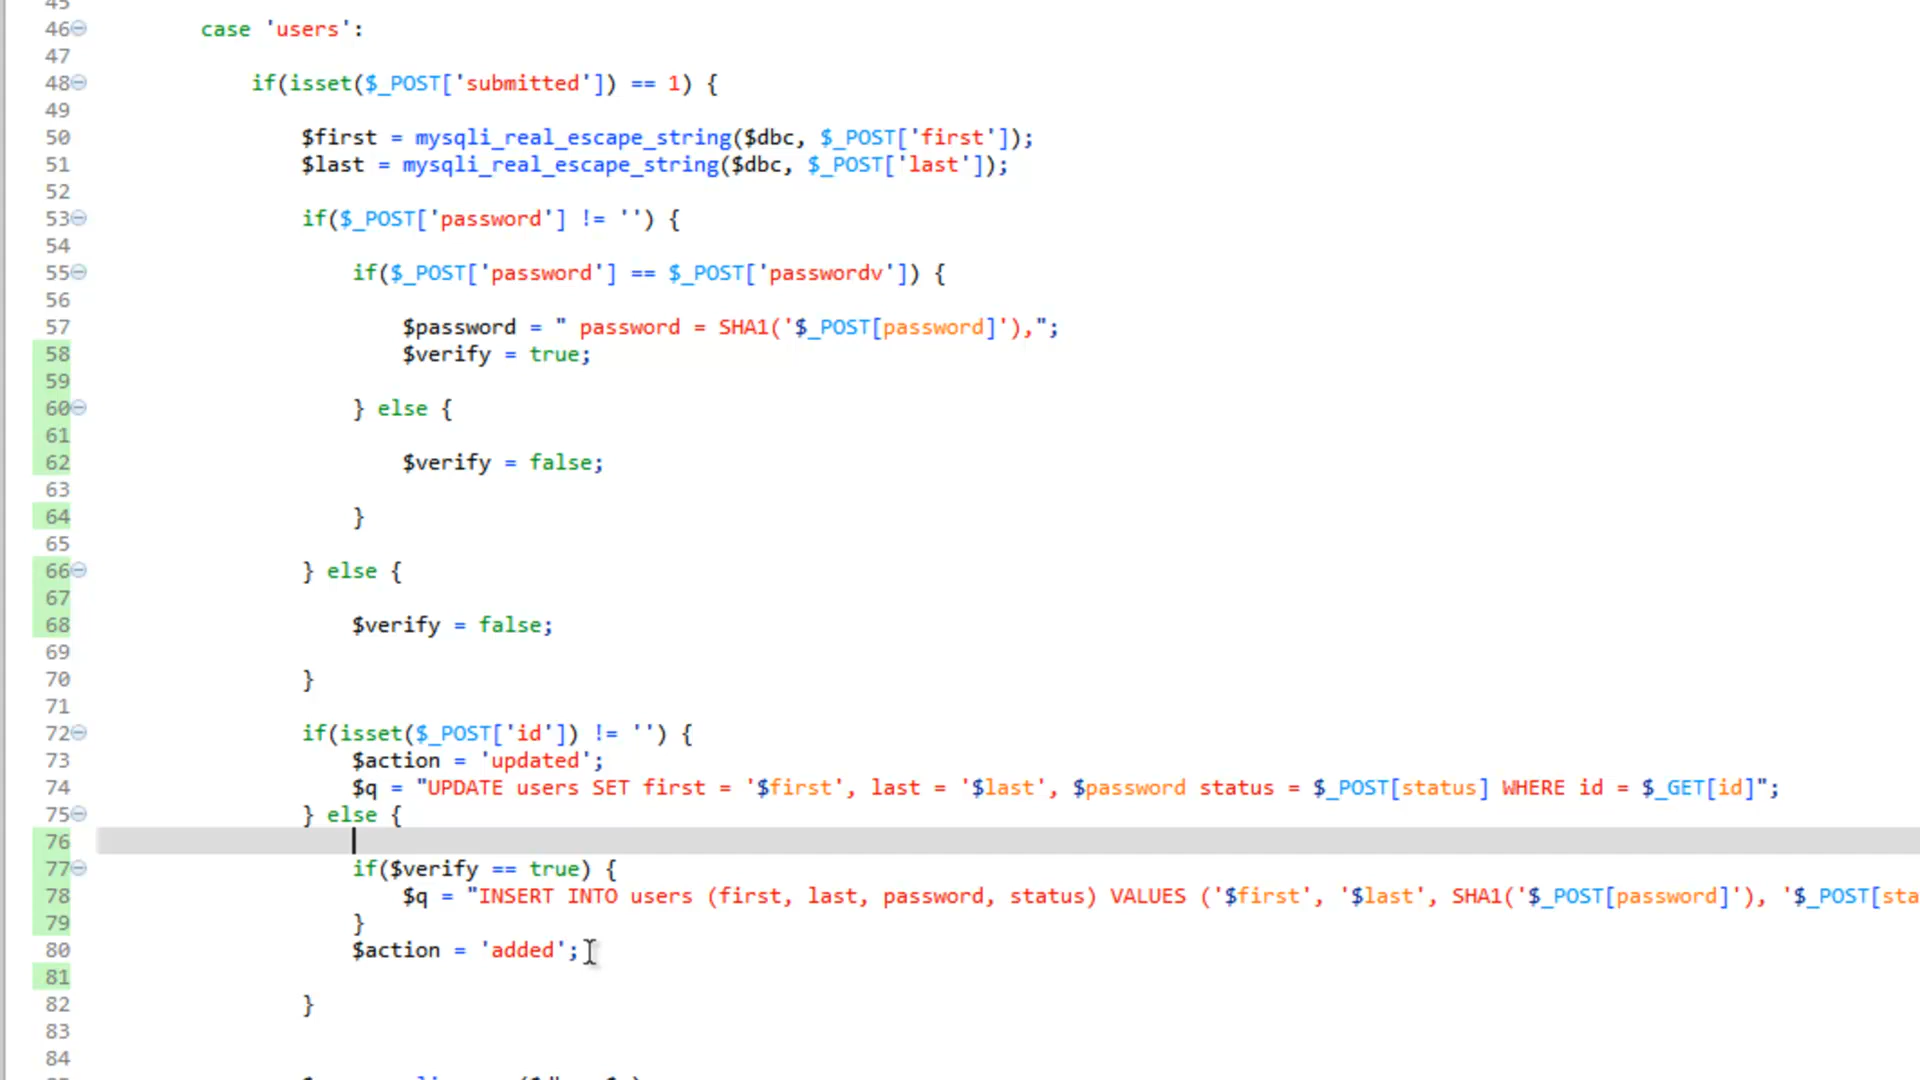 45
46 case 'users':
47
48 if(isset($_POST['submitted']) == 1) {
49
50 $first = mysqli_real_escape_string($dbc, $_POST['first']);
51 $last = mysqli_real_escape_string($dbc, $_POST['last']);
52
53 if($_POST['password'] != '') {
54
55 if($_POST['password'] == $_POST['passwordv']) {
56
57 $password = " password = SHA1('$_POST[password]'),";
58 $verify = true;
59
60 } else {
61
62 $verify = false;
63
64 }
65
66 } else {
67
68 $verify = false;
69
70 }
71
72 if(isset($_POST['id']) != '') {
73 $action = 'updated';
74 $q = "UPDATE users SET first = '$first', last = '$last', $password status = $_POST[status] WHERE id = $_GET[id]";
75 } else {
76
77 if($verify == true) {
78 $q = "INSERT INTO users (first, last, password, status) VALUES ('$first', '$last', SHA1('$_POST[password]'), '$_POST[sta
79 }
80 $action = 'added';
81
82 }
83
84